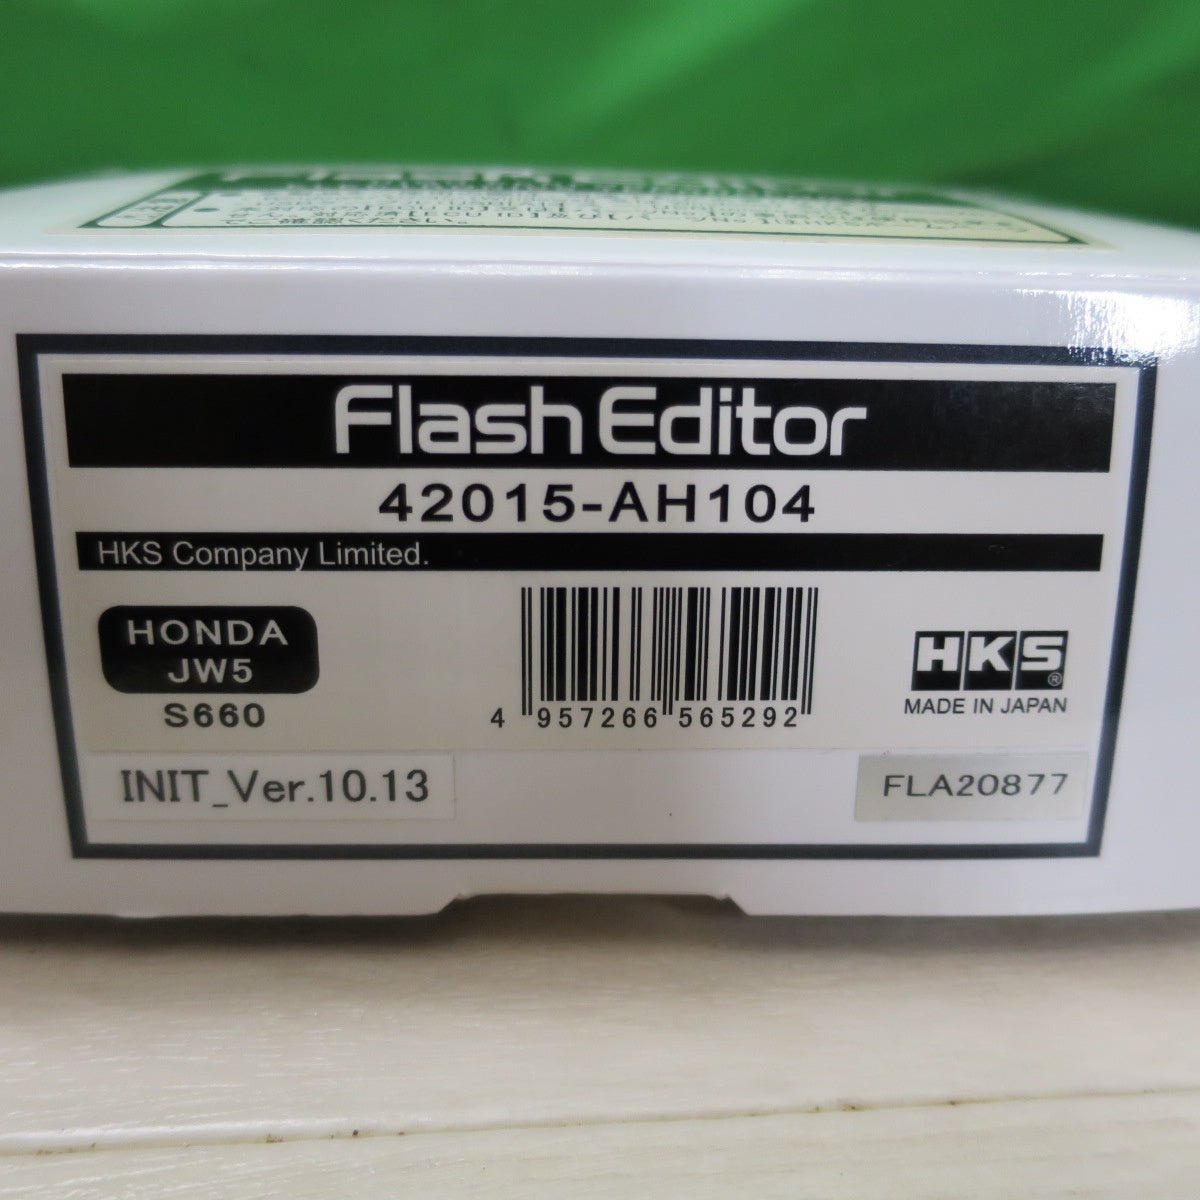 Flash Editor
42015-AH104
HKS Company Limited.
HONDA
JW5
S660
4 957266 565292
HKS®
MADE IN JAPAN
INIT_Ver.10.13
FLA20877